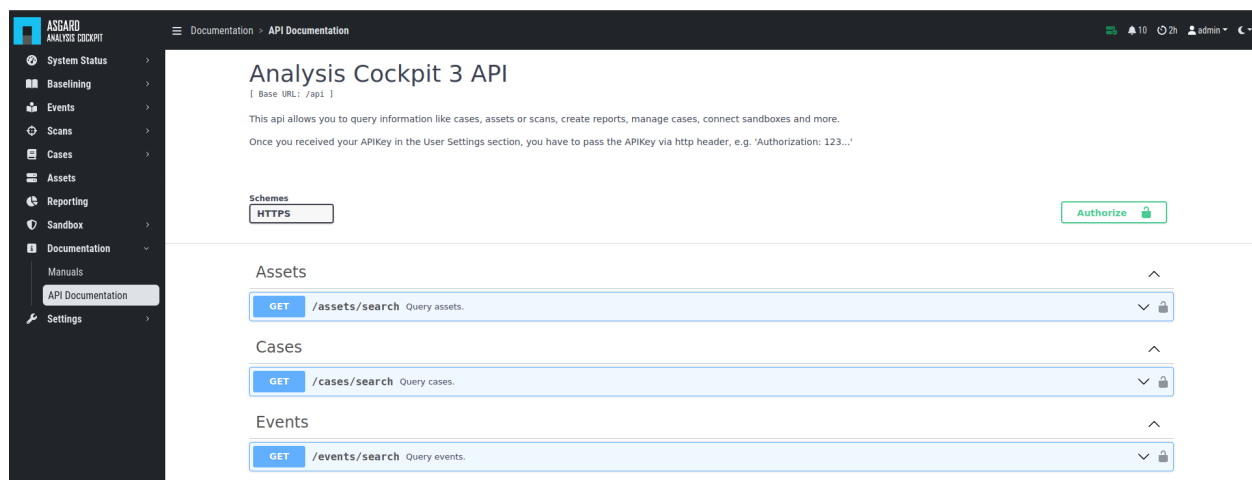 ASGARD
ANALYSIS COCKPIT
Documentation > API Documentation
10 2h admin
System Status
Baselining
Events
Scans
Cases
Assets
Reporting
Sandbox
Documentation
Manuals
API Documentation
Settings
Analysis Cockpit 3 API
[ Base URL: /api ]
This api allows you to query information like cases, assets or scans, create reports, manage cases, connect sandboxes and more.
Once you received your APIKey in the User Settings section, you have to pass the APIKey via http header, e.g. 'Authorization: 123...'
Schemes
HTTPS
Authorize
Assets
GET /assets/search Query assets.
Cases
GET /cases/search Query cases.
Events
GET /events/search Query events.